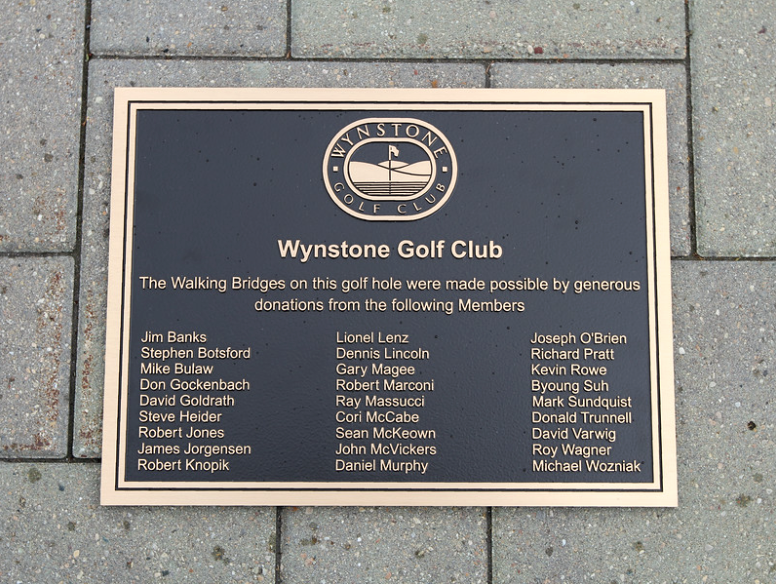 WYNSTONE
GOLF CLUB
Wynstone Golf Club
The Walking Bridges on this golf hole were made possible by generous
donations from the following Members
Jim Banks
Stephen Botsford
Mike Bulaw
Don Gockenbach
David Goldrath
Steve Heider
Robert Jones
James Jorgensen
Robert Knopik
Lionel Lenz
Dennis Lincoln
Gary Magee
Robert Marconi
Ray Massucci
Cori McCabe
Sean McKeown
John McVickers
Daniel Murphy
Joseph O'Brien
Richard Pratt
Kevin Rowe
Byoung Suh
Mark Sundquist
Donald Trunnell
David Varwig
Roy Wagner
Michael Wozniak